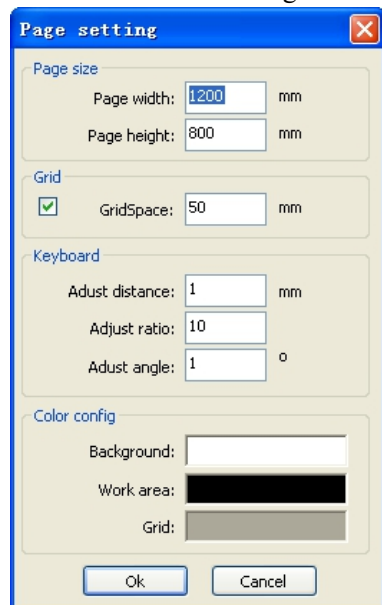 Page setting
Page size
Page width: 1200 mm
Page height: 800 mm
Grid
GridSpace: 50 mm
Keyboard
Adust distance: 1 mm
Adjust ratio: 10
Adust angle: 1 o
Color config
Background:
Work area:
Grid:
Ok Cancel